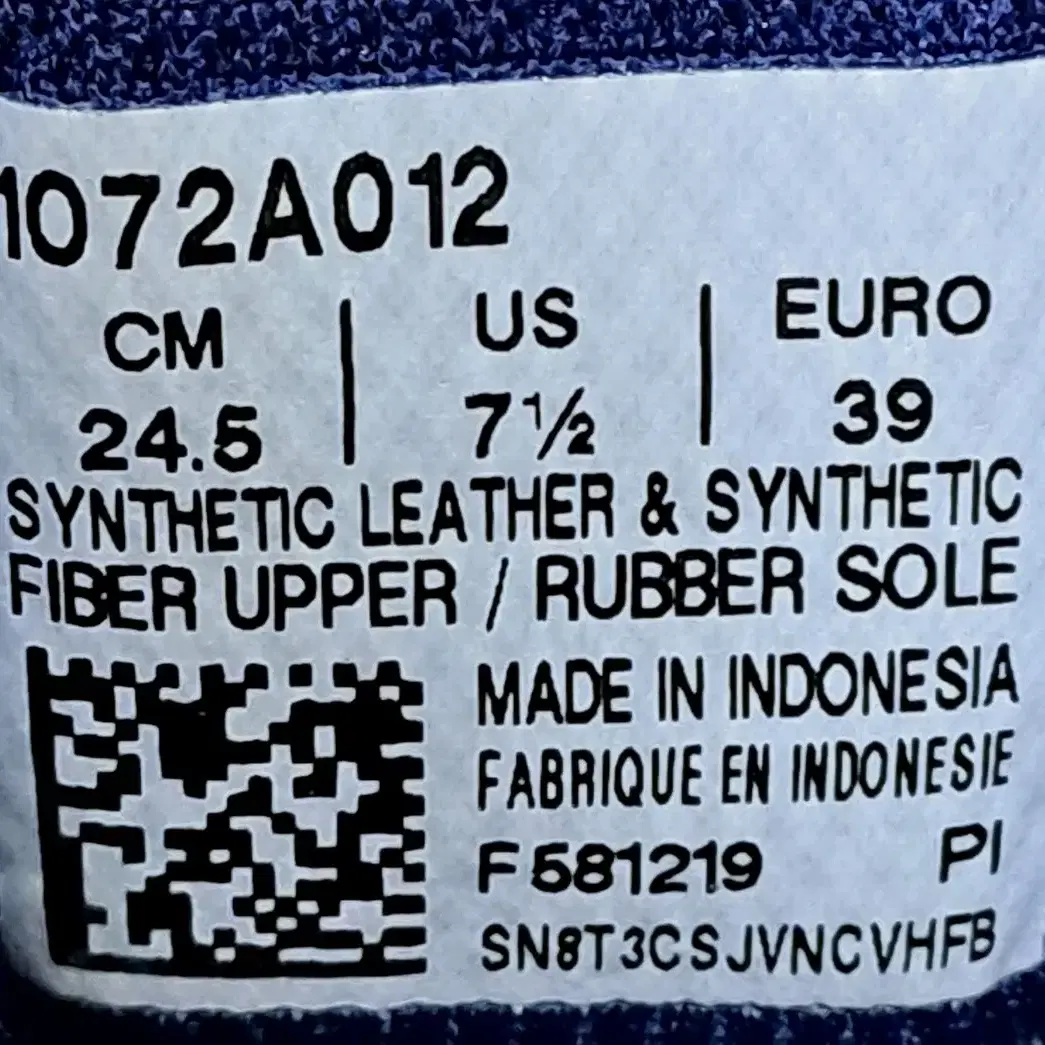 1072A012
CM | US | EURO
24.5 | 7½ | 39
SYNTHETIC LEATHER & SYNTHETIC
FIBER UPPER / RUBBER SOLE
MADE IN INDONESIA
FABRIQUE EN INDONESIE
F581219 PI
SN8T3CSJVNCVHFB